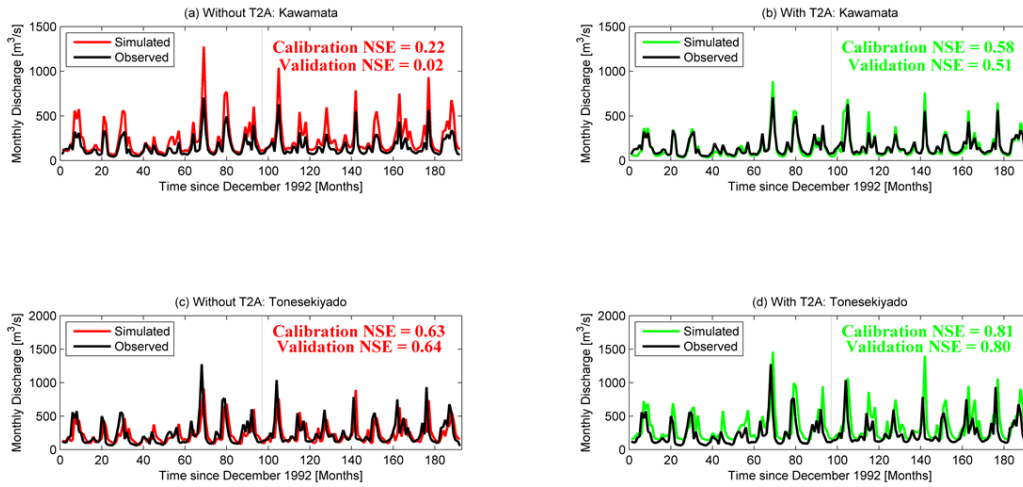 (a) Without T2A: Kawamata
Monthly Discharge [m³/s]
1500
1000
500
0
Simulated
Observed
Calibration NSE = 0.22
Validation NSE = 0.02
0 20 40 60 80 100 120 140 160 180
Time since December 1992 [Months]
(b) With T2A: Kawamata
Monthly Discharge [m³/s]
1500
1000
500
0
Simulated
Observed
Calibration NSE = 0.58
Validation NSE = 0.51
0 20 40 60 80 100 120 140 160 180
Time since December 1992 [Months]
(c) Without T2A: Tonesekiyado
Monthly Discharge [m³/s]
2000
1500
1000
500
0
Simulated
Observed
Calibration NSE = 0.63
Validation NSE = 0.64
0 20 40 60 80 100 120 140 160 180
Time since December 1992 [Months]
(d) With T2A: Tonesekiyado
Monthly Discharge [m³/s]
2000
1500
1000
500
0
Simulated
Observed
Calibration NSE = 0.81
Validation NSE = 0.80
0 20 40 60 80 100 120 140 160 180
Time since December 1992 [Months]